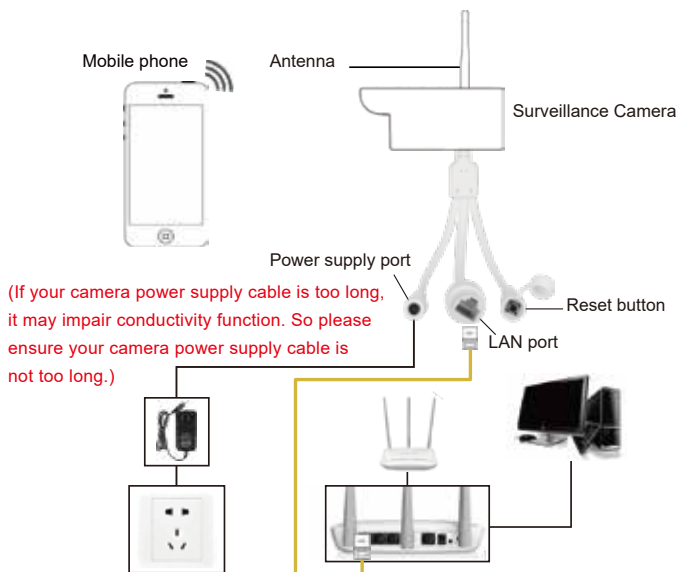 Mobile phone
Antenna
Surveillance Camera
Power supply port
(If your camera power supply cable is too long,
it may impair conductivity function. So please
ensure your camera power supply cable is
not too long.)
Reset button
LAN port